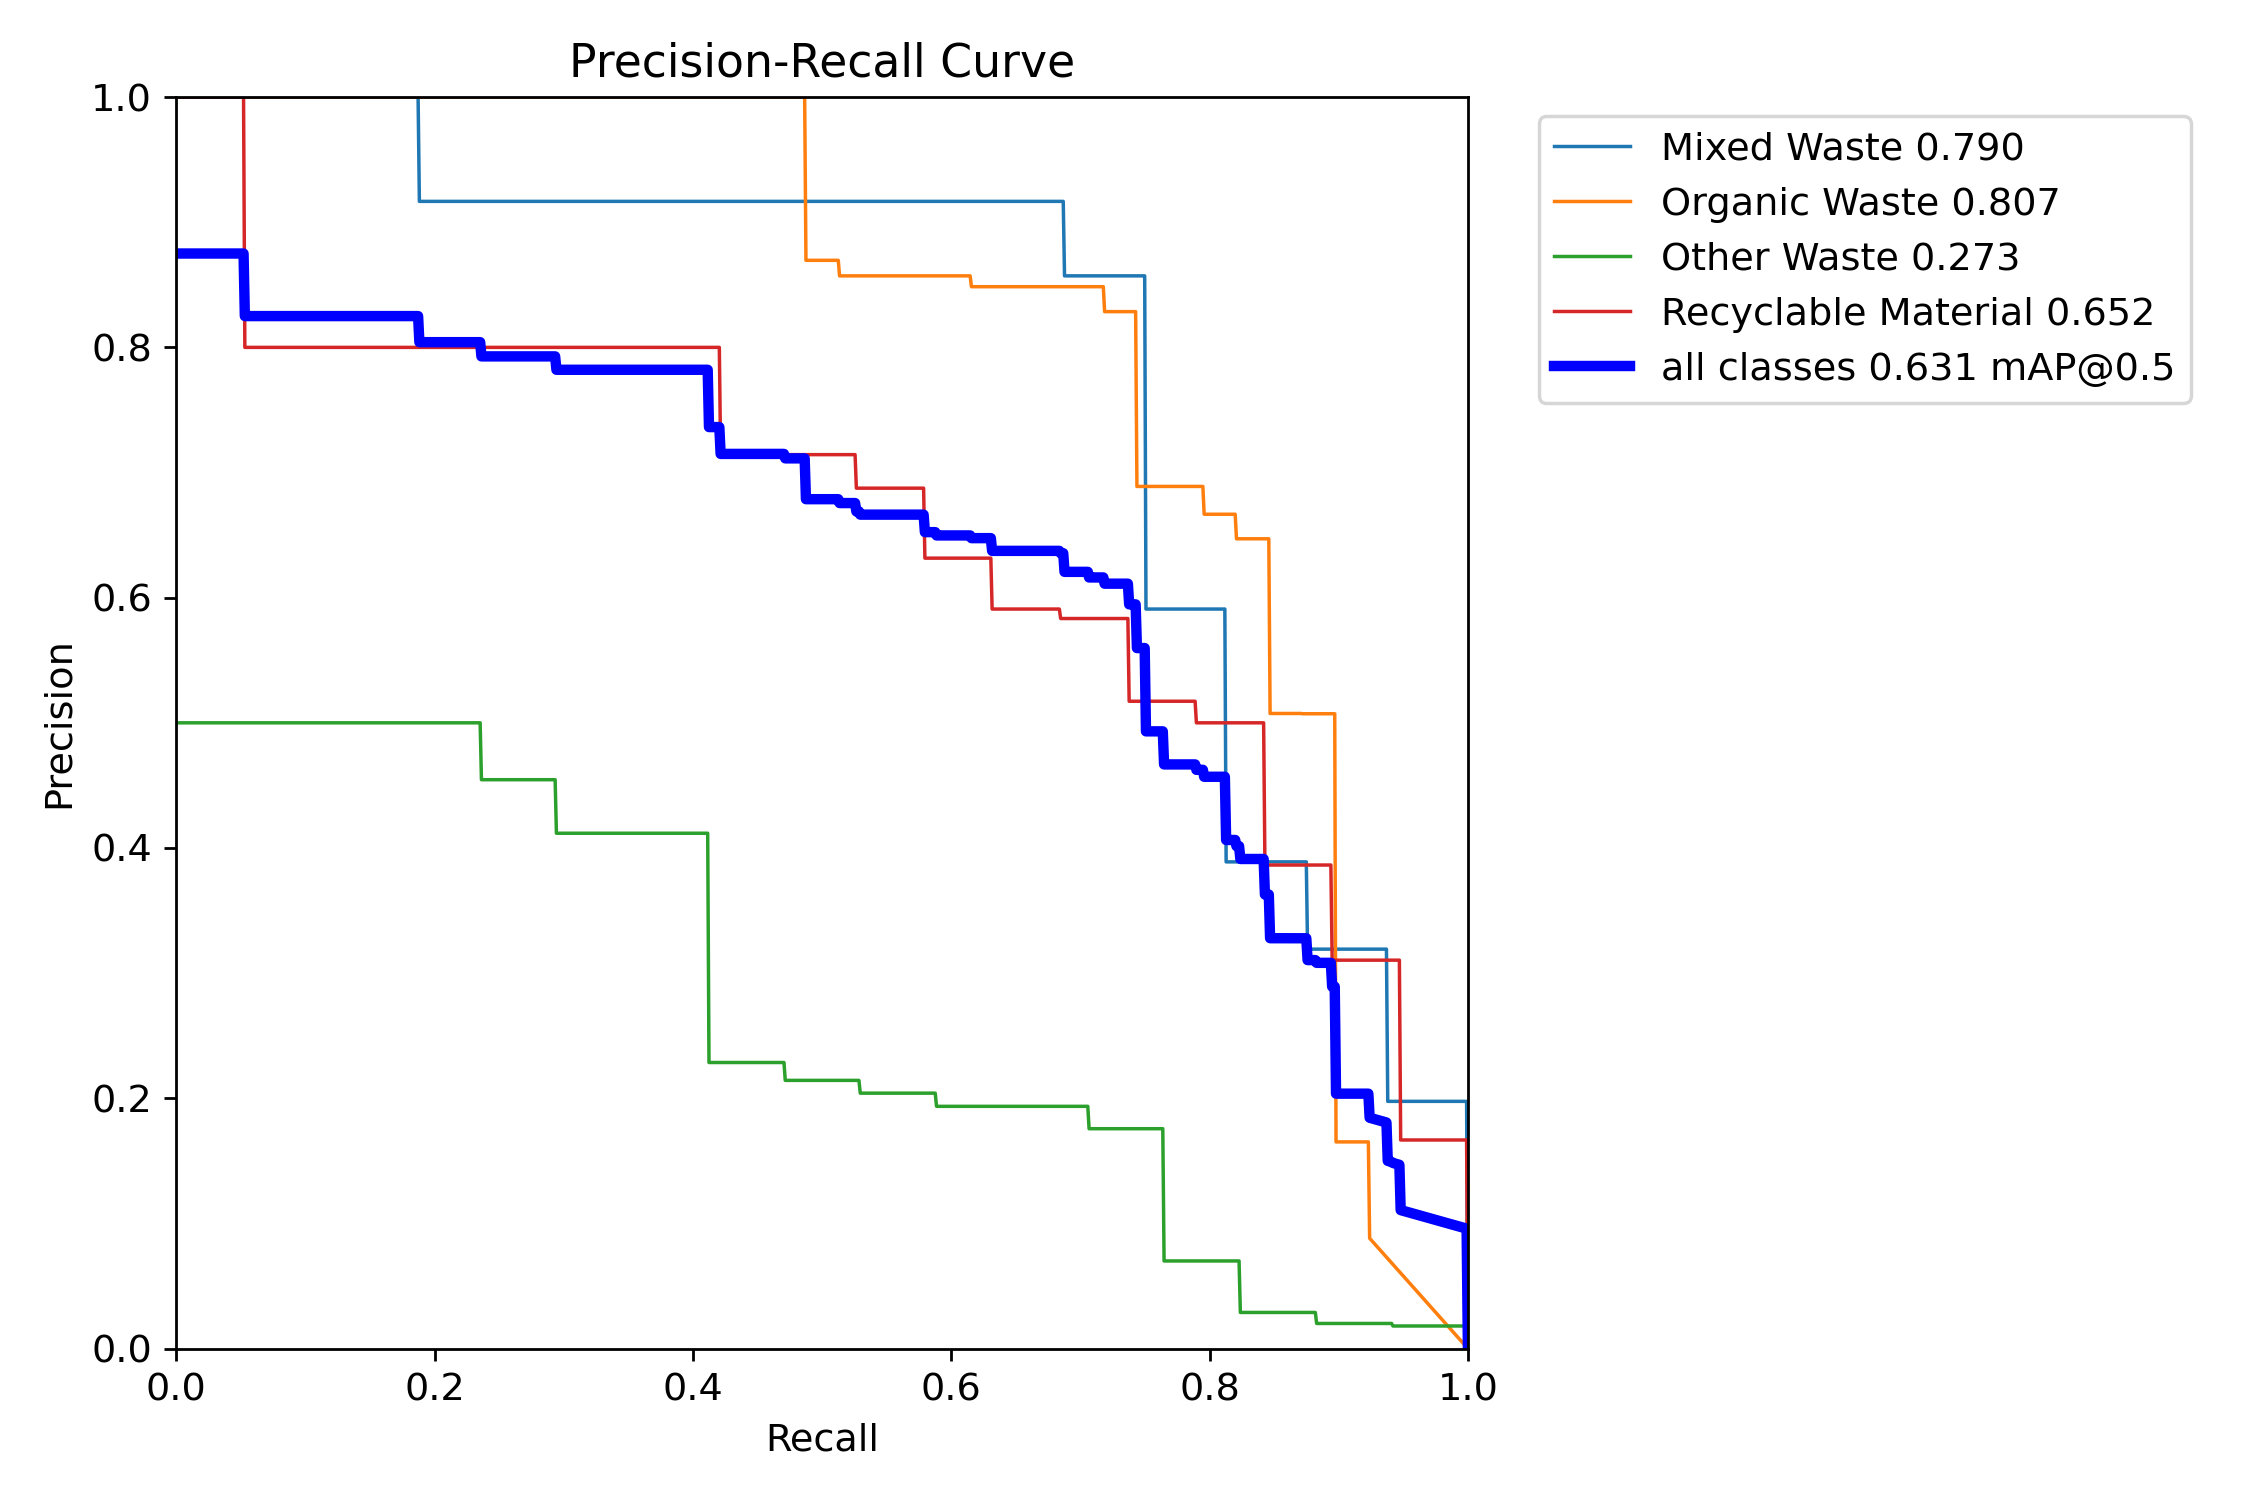 Precision-Recall Curve
1.0
0.8
0.6
0.4
0.2
0.0
Precision
0.0 0.2 0.4 0.6 0.8 1.0
Recall
Mixed Waste 0.790
Organic Waste 0.807
Other Waste 0.273
Recyclable Material 0.652
all classes 0.631 mAP@0.5